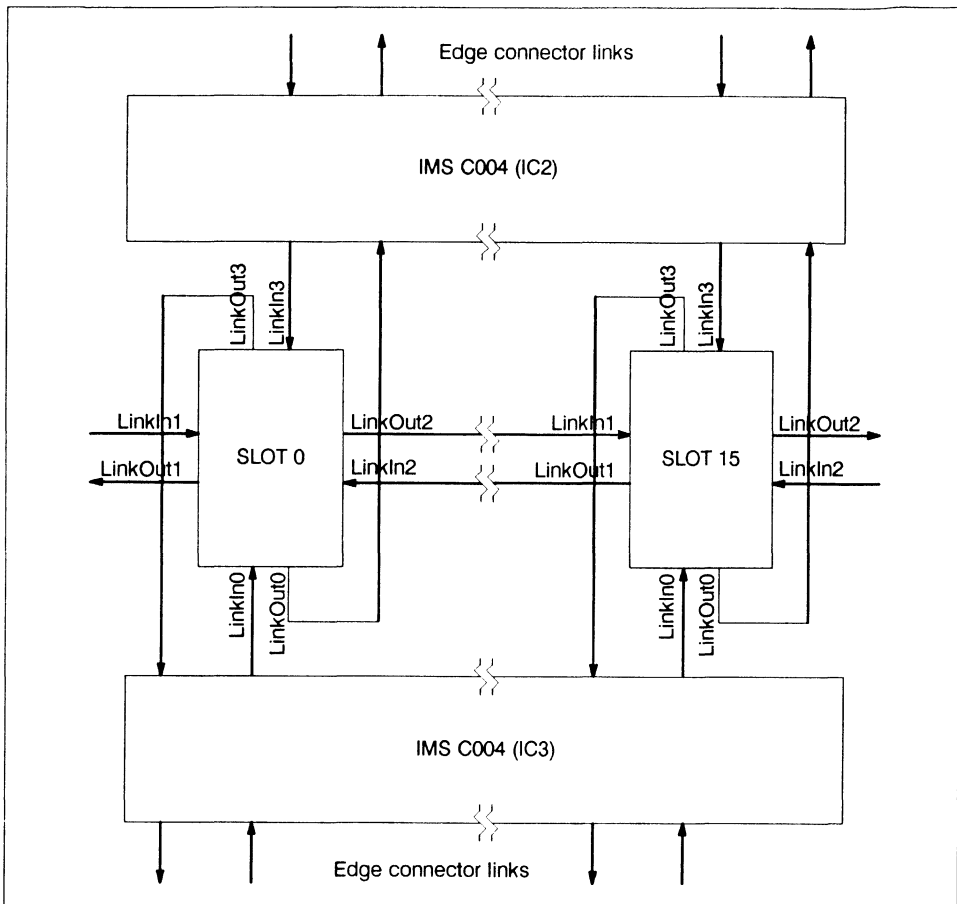 Edge connector links
IMS C004 (IC2)
LinkOut3
LinkIn3
LinkOut3
LinkIn3
LinkIn1
LinkOut2
LinkIn1
LinkOut2
SLOT 0
SLOT 15
LinkOut1
LinkIn2
LinkOut1
LinkIn2
LinkIn0
LinkOut0
LinkIn0
LinkOut0
IMS C004 (IC3)
Edge connector links